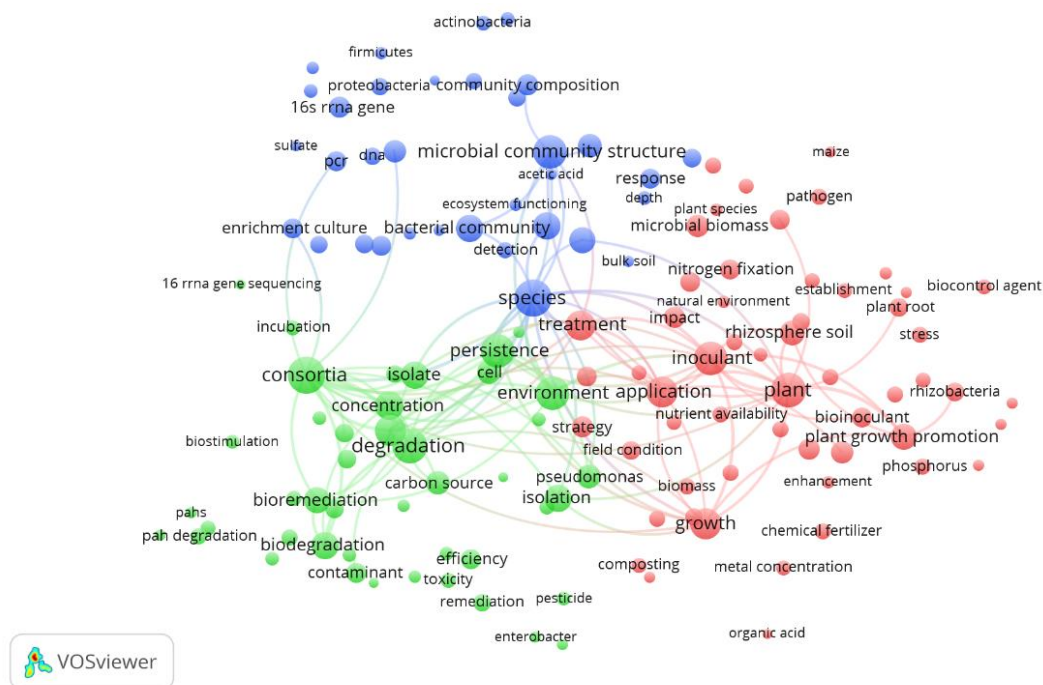 actinobacteria
firmicutes
proteobacteria
community composition
16s rrna gene
sulfate
pcr
dna
microbial community structure
acetic acid
response
depth
maize
pathogen
plant species
microbial biomass
ecosystem functioning
enrichment culture
bacterial community
detection
bulk soil
nitrogen fixation
16 rrna gene sequencing
natural environment
establishment
biocontrol agent
plant root
species
incubation
treatment
impact
rhizosphere soil
stress
persistence
inoculant
consortia
isolate
cell
environment
application
plant
rhizobacteria
concentration
nutrient availability
bioinoculant
biostimulation
degradation
strategy
field condition
plant growth promotion
carbon source
pseudomonas
biomass
enhancement
phosphorus
bioremediation
isolation
pahs
growth
chemical fertilizer
pah degradation
biodegradation
efficiency
composting
metal concentration
contaminant
toxicity
remediation
pesticide
enterobacter
organic acid
VOSviewer